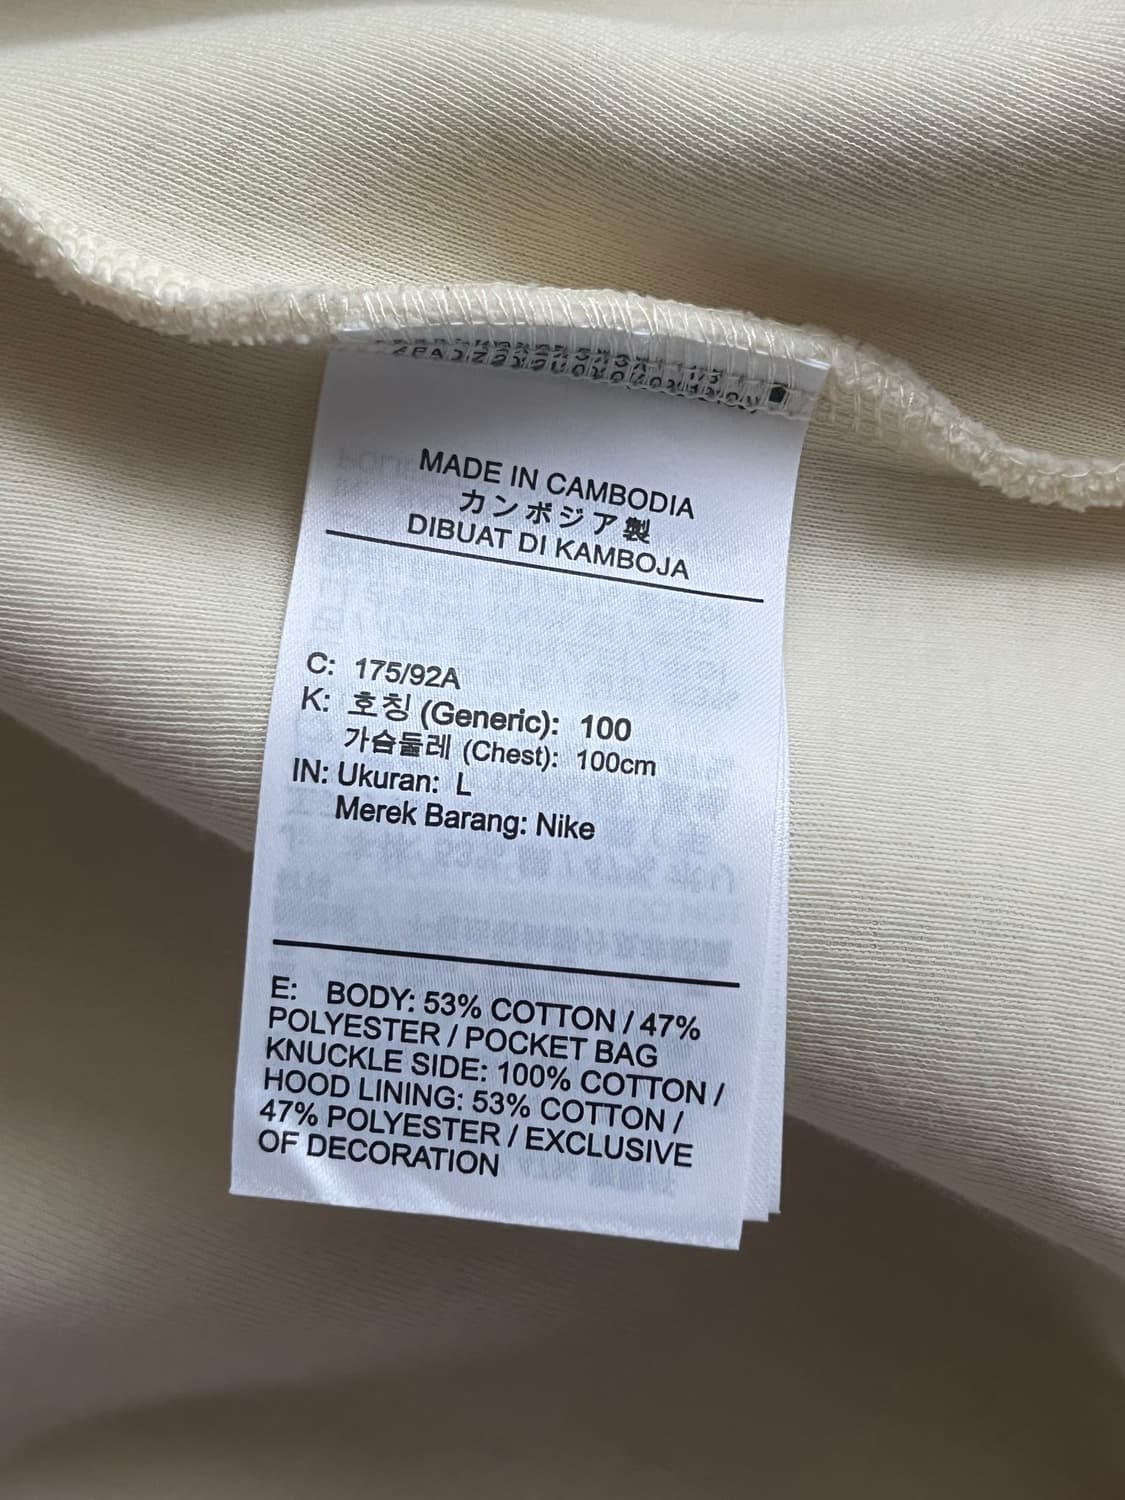 MADE IN CAMBODIA
カンボジア製
DIBUAT DI KAMBOJA
C: 175/92A
K: 호칭 (Generic): 100
가슴둘레 (Chest): 100cm
IN: Ukuran: L
Merek Barang: Nike
E: BODY: 53% COTTON / 47%
POLYESTER / POCKET BAG
KNUCKLE SIDE: 100% COTTON /
HOOD LINING: 53% COTTON /
47% POLYESTER / EXCLUSIVE
OF DECORATION